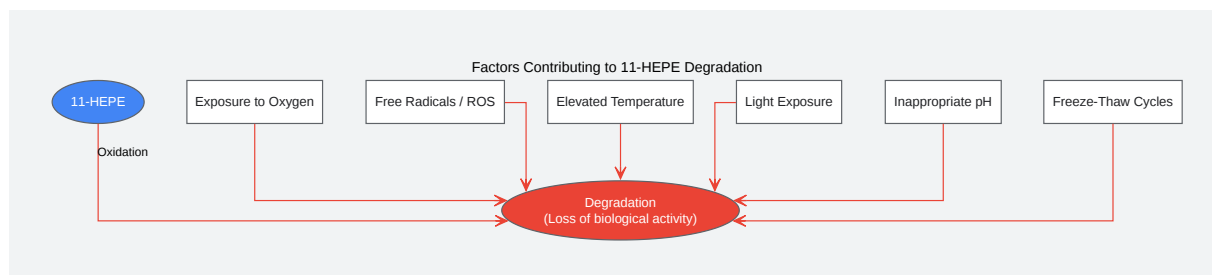 Factors Contributing to 11-HEPE Degradation
11-HEPE
Exposure to Oxygen
Free Radicals / ROS
Elevated Temperature
Light Exposure
Inappropriate pH
Freeze-Thaw Cycles
Oxidation
Degradation
(Loss of biological activity)